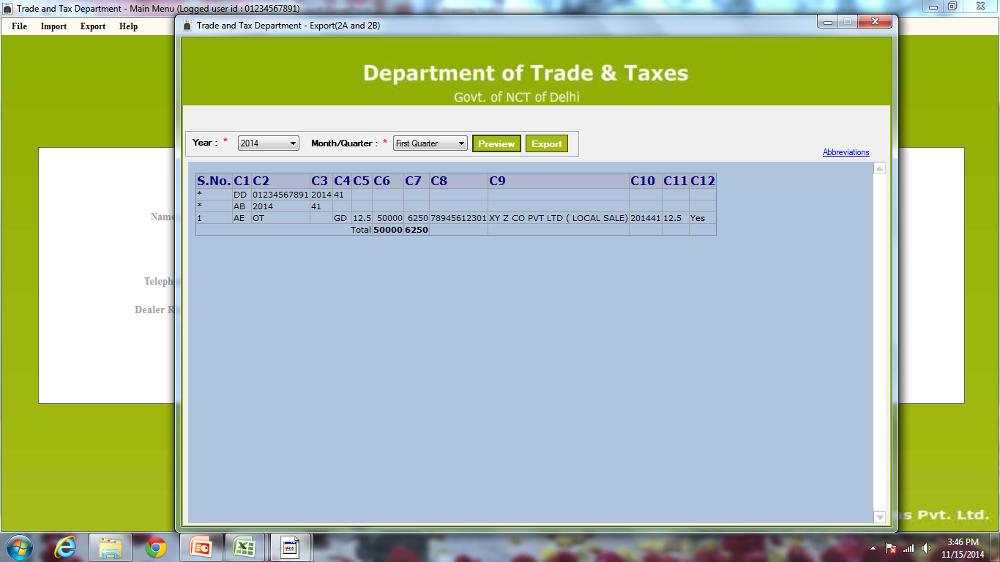 Trade and Tax Department - Main Menu (Logged user id : 01234567891)
File Import Export Help
Trade and Tax Department - Export(2A and 2B)
Department of Trade & Taxes
Govt. of NCT of Delhi
Year : * 2014 Month/Quarter : * First Quarter Preview Export
Abbreviations
S.No. C1 C2 C3 C4 C5 C6 C7 C8 C9 C10 C11 C12
* DD 01234567891 2014 41
* AB 2014 41
1 AE OT GD 12.5 50000 6250 78945612301 XY Z CO PVT LTD ( LOCAL SALE) 201441 12.5 Yes
Total 50000 6250
Name
Teleph
Dealer R
s Pvt. Ltd.
3:46 PM
11/15/2014